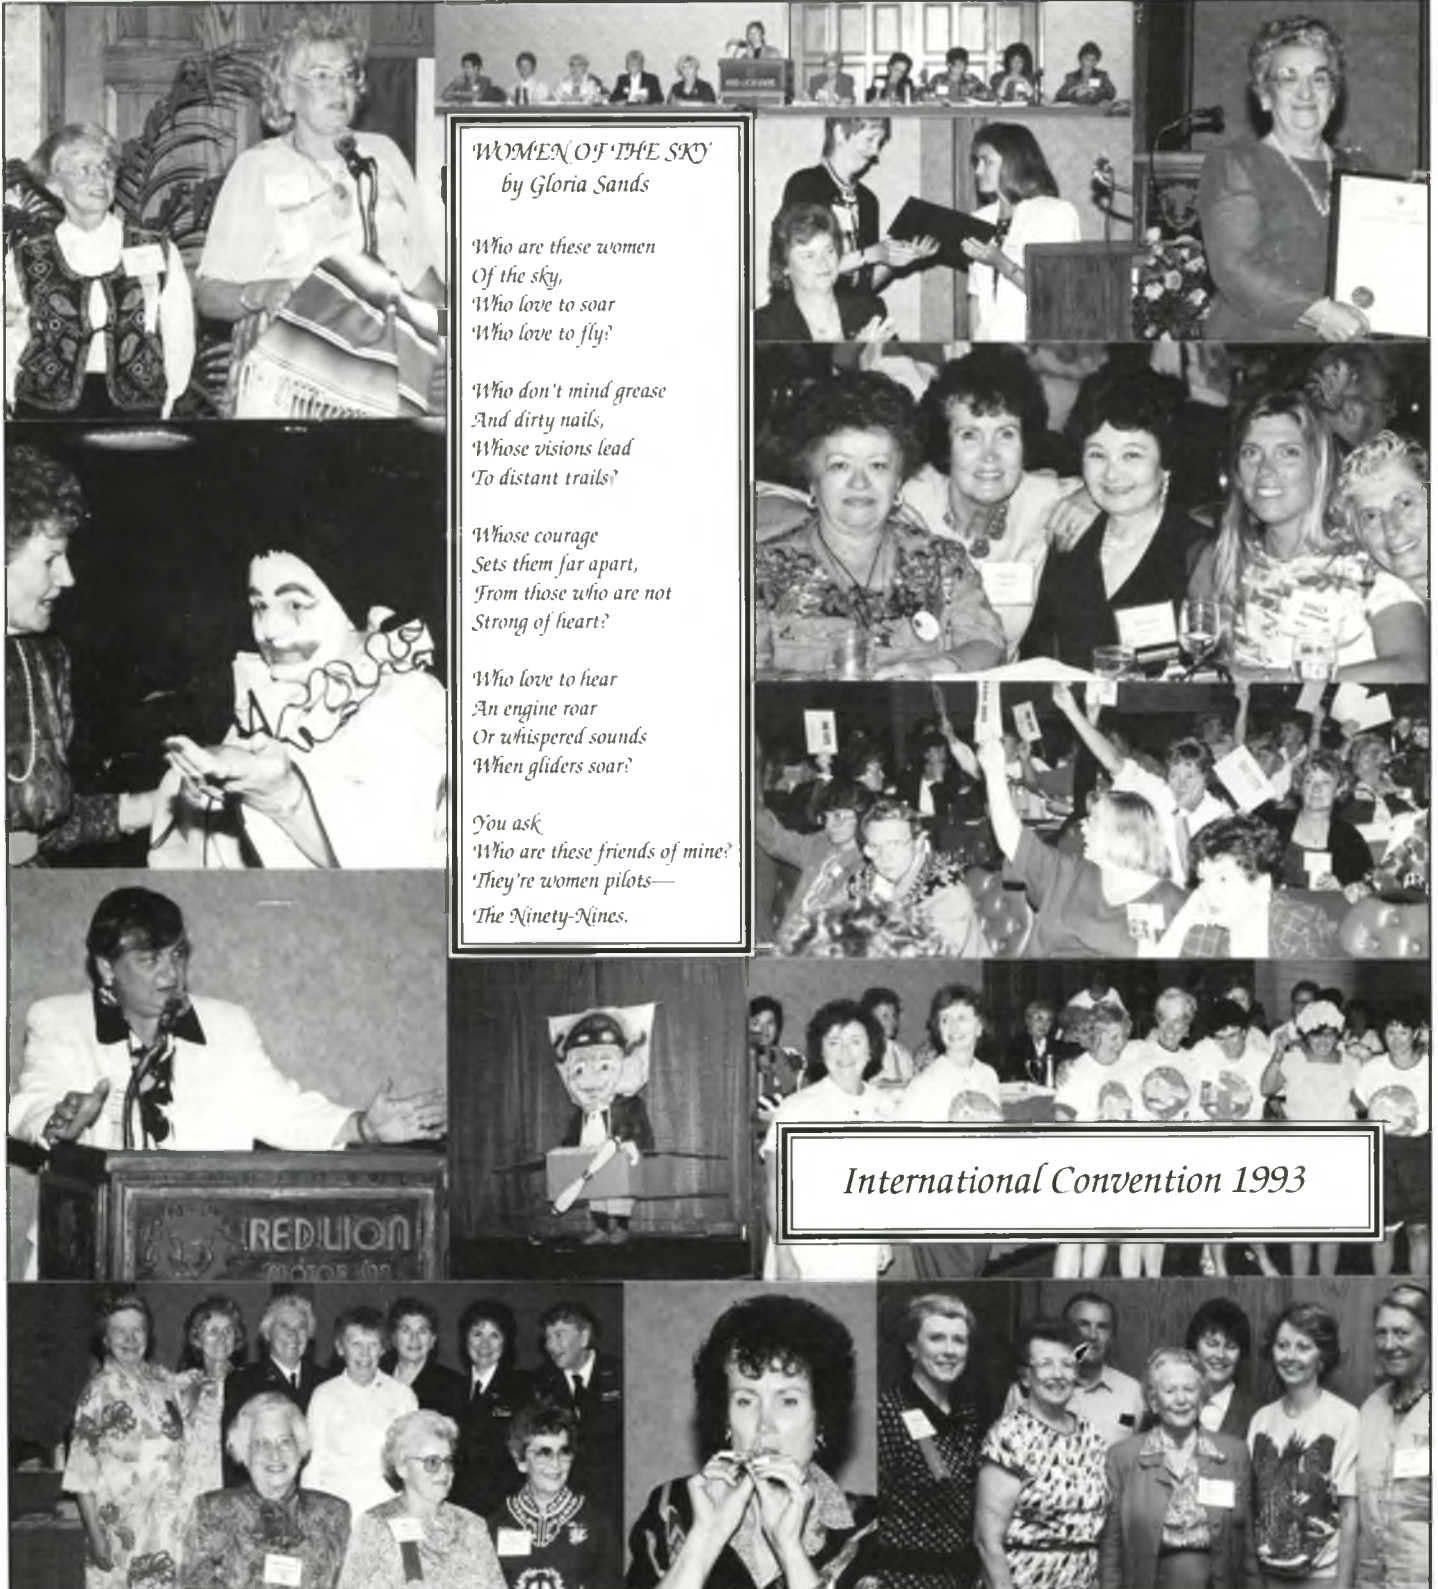 WOMEN OF THE SKY
by Gloria Sands
Who are these women
Of the sky,
Who love to soar
Who love to fly?
Who don't mind grease
And dirty nails,
Whose visions lead
To distant trails?
Whose courage
Sets them far apart,
From those who are not
Strong of heart?
Who love to hear
An engine roar
Or whispered sounds
When gliders soar?
You ask
Who are these friends of mine?
They're women pilots—
The Ninety-Nines.
RED LION
International Convention 1993